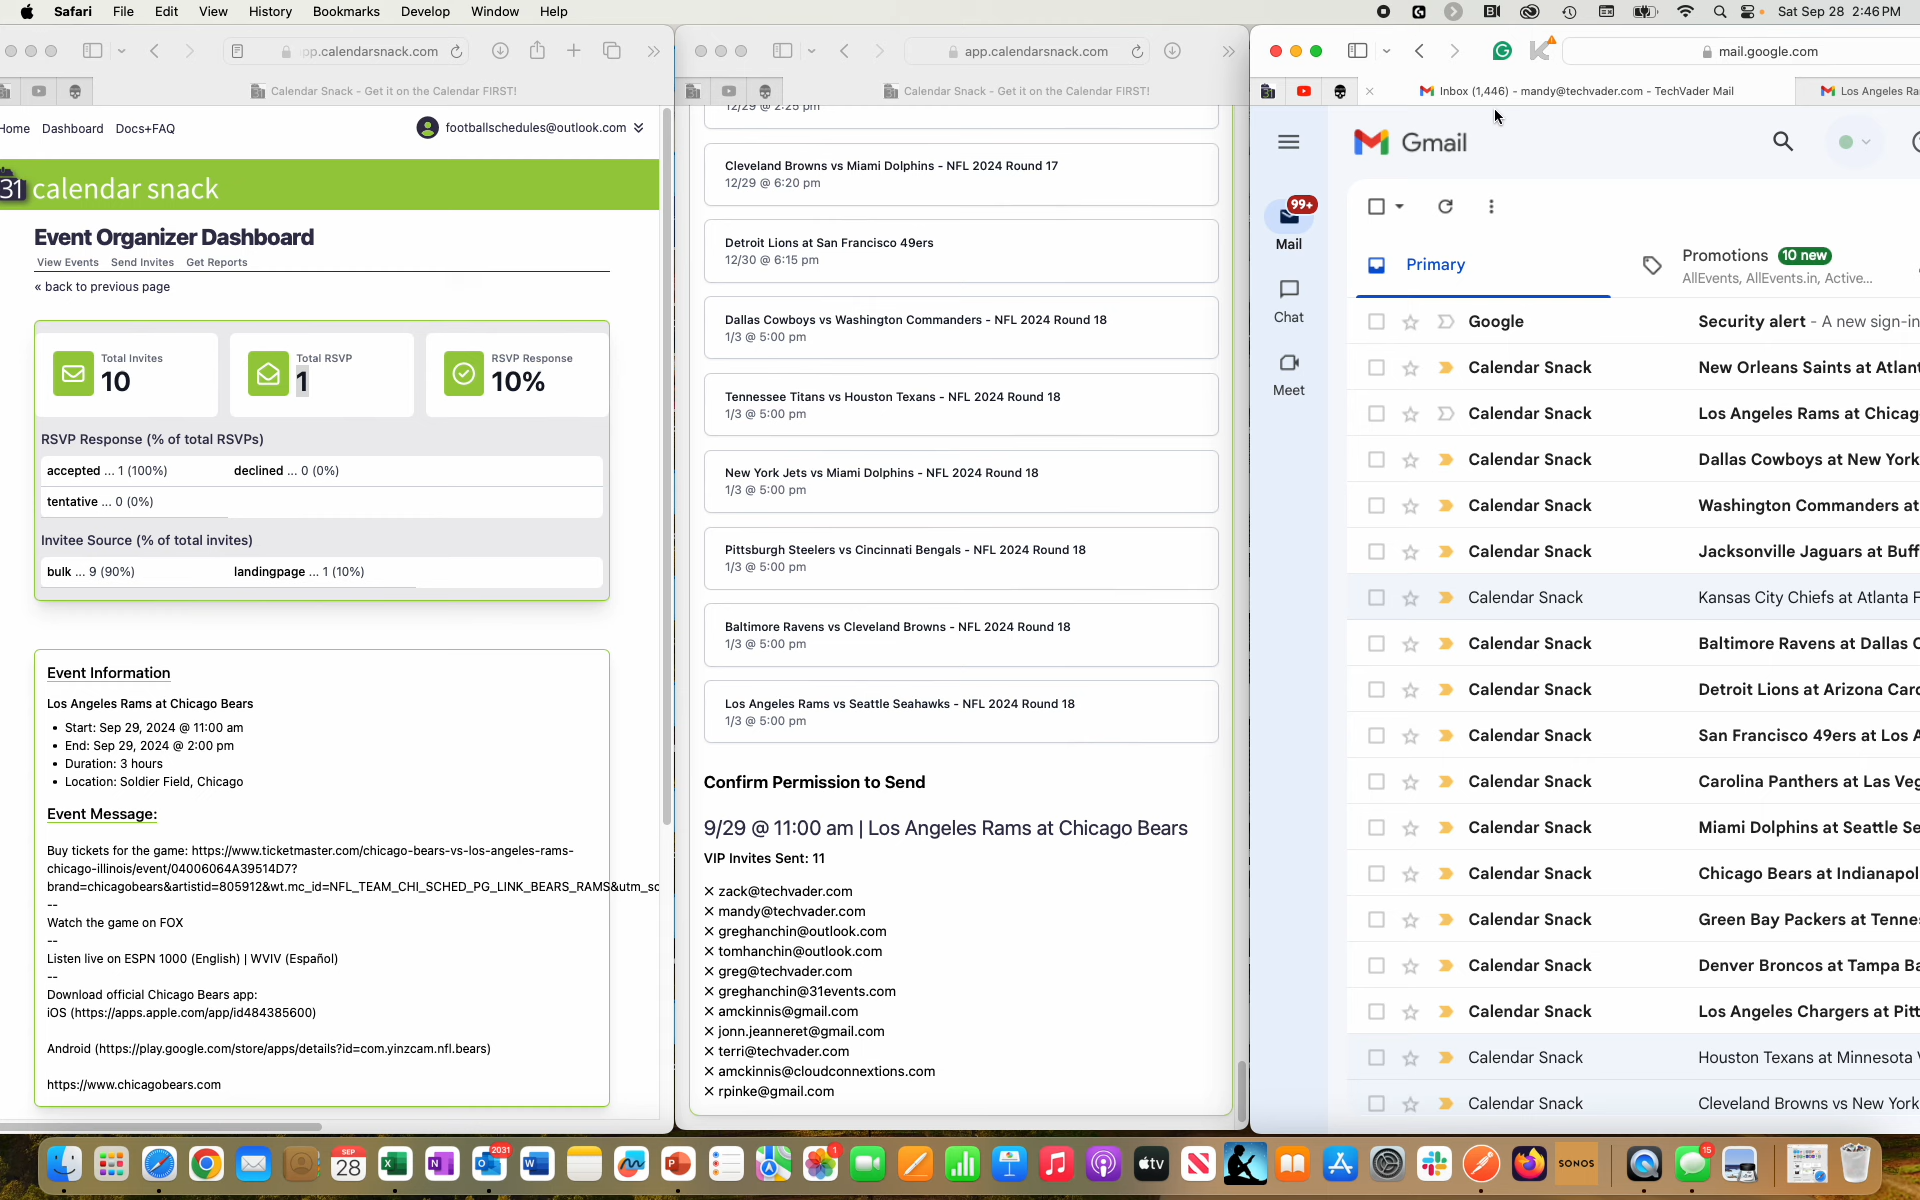 Safari File Edit View History Bookmarks Develop Window Help
Sat Sep 28 2:46 PM
pp.calendarsnack.com
Calendar Snack - Get it on the Calendar FIRST!
Home Dashboard Docs+FAQ
footballschedules@outlook.com
31 calendar snack
Event Organizer Dashboard
View Events Send Invites Get Reports
« back to previous page
Total Invites
10
Total RSVP
1
RSVP Response
10%
RSVP Response (% of total RSVPs)
accepted ... 1 (100%)
declined ... 0 (0%)
tentative ... 0 (0%)
Invitee Source (% of total invites)
bulk ... 9 (90%)
landingpage ... 1 (10%)
Event Information
Los Angeles Rams at Chicago Bears
• Start: Sep 29, 2024 @ 11:00 am
• End: Sep 29, 2024 @ 2:00 pm
• Duration: 3 hours
• Location: Soldier Field, Chicago
Event Message:
Buy tickets for the game: https://www.ticketmaster.com/chicago-bears-vs-los-angeles-rams-
chicago-illinois/event/04006064A39514D7?
brand=chicagobears&artistid=805912&wt.mc_id=NFL_TEAM_CHI_SCHED_PG_LINK_BEARS_RAMS&utm_sc
--
Watch the game on FOX
--
Listen live on ESPN 1000 (English) | WVIV (Español)
--
Download official Chicago Bears app:
iOS (https://apps.apple.com/app/id484385600)
Android (https://play.google.com/store/apps/details?id=com.yinzcam.nfl.bears)
https://www.chicagobears.com
app.calendarsnack.com
Calendar Snack - Get it on the Calendar FIRST!
12/29 @ 2:25 pm
Cleveland Browns vs Miami Dolphins - NFL 2024 Round 17
12/29 @ 6:20 pm
Detroit Lions at San Francisco 49ers
12/30 @ 6:15 pm
Dallas Cowboys vs Washington Commanders - NFL 2024 Round 18
1/3 @ 5:00 pm
Tennessee Titans vs Houston Texans - NFL 2024 Round 18
1/3 @ 5:00 pm
New York Jets vs Miami Dolphins - NFL 2024 Round 18
1/3 @ 5:00 pm
Pittsburgh Steelers vs Cincinnati Bengals - NFL 2024 Round 18
1/3 @ 5:00 pm
Baltimore Ravens vs Cleveland Browns - NFL 2024 Round 18
1/3 @ 5:00 pm
Los Angeles Rams vs Seattle Seahawks - NFL 2024 Round 18
1/3 @ 5:00 pm
Confirm Permission to Send
9/29 @ 11:00 am | Los Angeles Rams at Chicago Bears
VIP Invites Sent: 11
✕ zack@techvader.com
✕ mandy@techvader.com
✕ greghanchin@outlook.com
✕ tomhanchin@outlook.com
✕ greg@techvader.com
✕ greghanchin@31events.com
✕ amckinnis@gmail.com
✕ jonn.jeanneret@gmail.com
✕ terri@techvader.com
✕ amckinnis@cloudconnextions.com
✕ rpinke@gmail.com
mail.google.com
Inbox (1,446) - mandy@techvader.com - TechVader Mail
Los Angeles Ra
Gmail
99+
Mail
Chat
Meet
Primary
Promotions 10 new
AllEvents, AllEvents.in, Active...
Google Security alert - A new sign-in
Calendar Snack New Orleans Saints at Atlant
Calendar Snack Los Angeles Rams at Chicag
Calendar Snack Dallas Cowboys at New York
Calendar Snack Washington Commanders at
Calendar Snack Jacksonville Jaguars at Buff
Calendar Snack Kansas City Chiefs at Atlanta F
Calendar Snack Baltimore Ravens at Dallas C
Calendar Snack Detroit Lions at Arizona Card
Calendar Snack San Francisco 49ers at Los A
Calendar Snack Carolina Panthers at Las Veg
Calendar Snack Miami Dolphins at Seattle Se
Calendar Snack Chicago Bears at Indianapol
Calendar Snack Green Bay Packers at Tenne
Calendar Snack Denver Broncos at Tampa Ba
Calendar Snack Los Angeles Chargers at Pitt
Calendar Snack Houston Texans at Minnesota V
Calendar Snack Cleveland Browns vs New York
SEP
28
2031
1
tv
SONOS
15